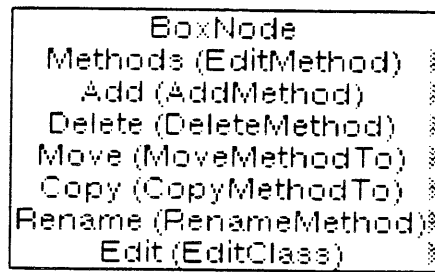 BoxNode
Methods (EditMethod)
Add (AddMethod)
Delete (DeleteMethod)
Move (MoveMethodTo)
Copy (CopyMethodTo)
Rename (RenameMethod)
Edit (EditClass)